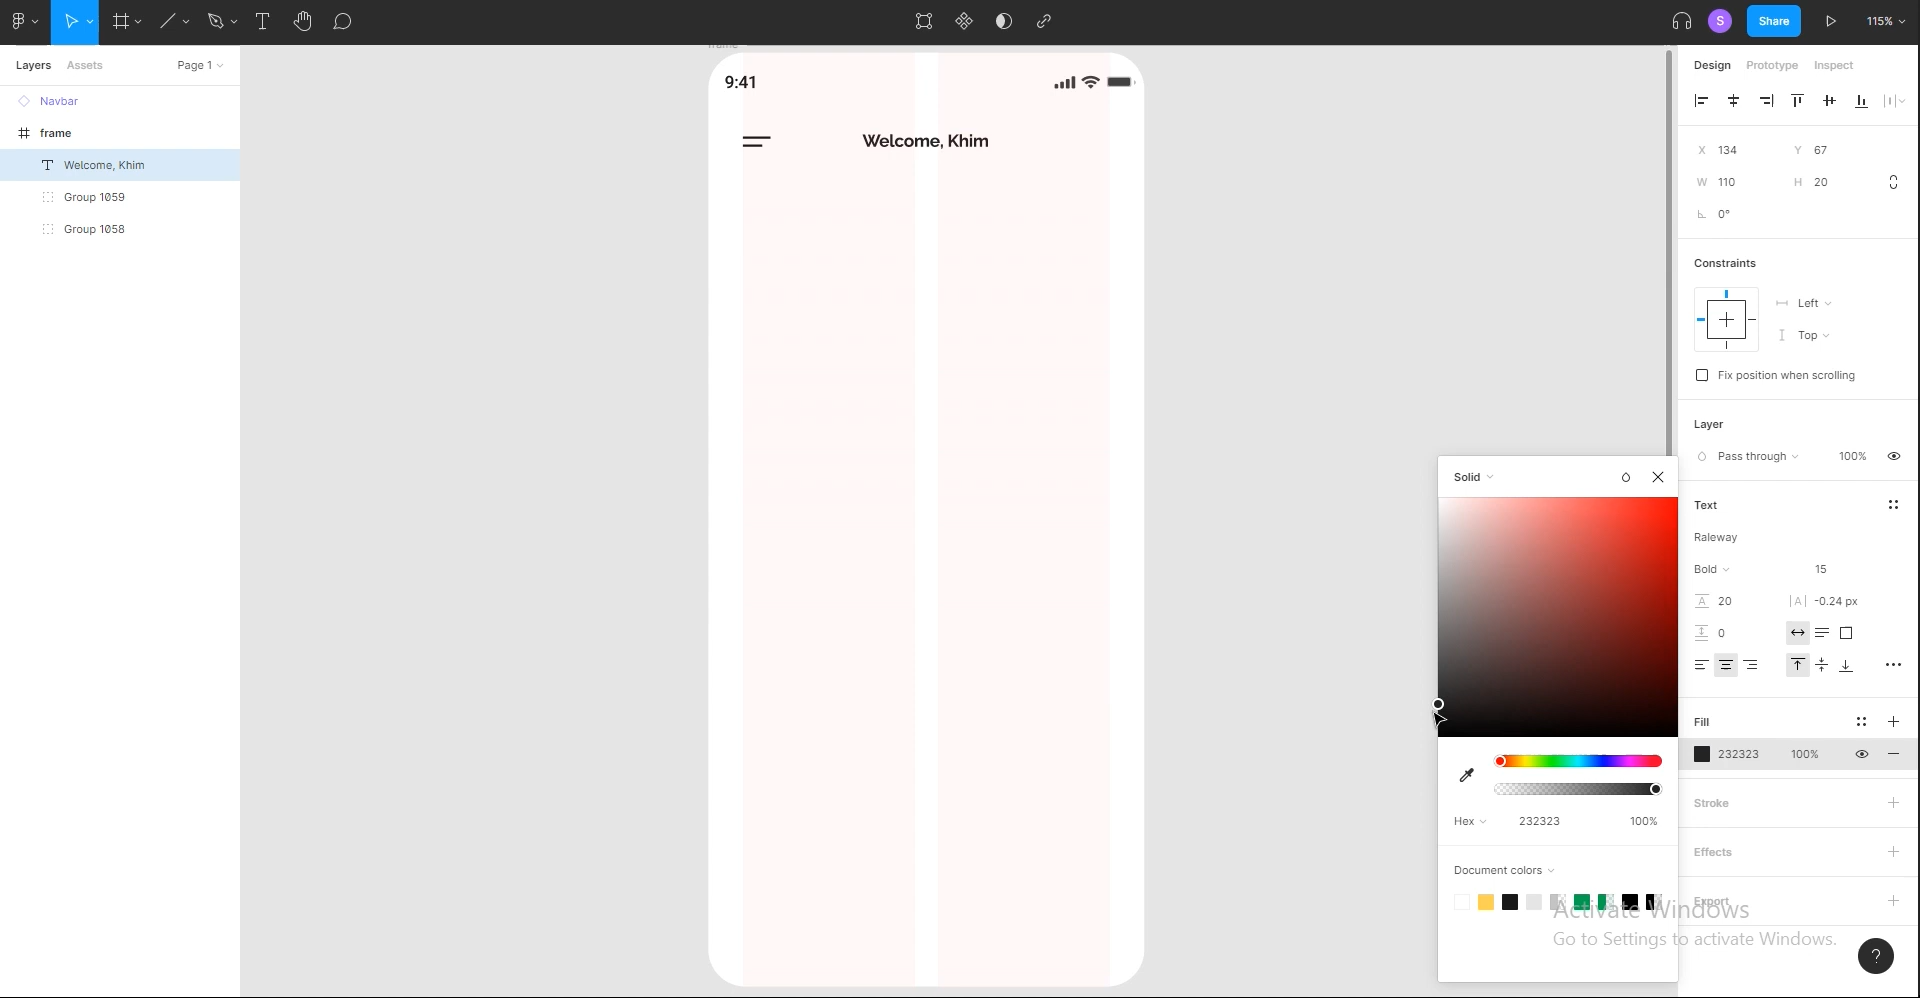 S
Share
115%
Layers
Assets
Page 1
Navbar
frame
Welcome, Khim
Group 1059
Group 1058
frame
9:41
Welcome, Khim
Design
Prototype
Inspect
X 134
Y 67
W 110
H 20
0°
Constraints
Left
Top
Fix position when scrolling
Layer
Pass through
100%
Text
Raleway
Bold
15
A 20
|A| -0.24 px
0
Fill
232323
100%
Stroke
Effects
Export
Solid
Hex
232323
100%
Document colors
Activate Windows
Go to Settings to activate Windows.
?